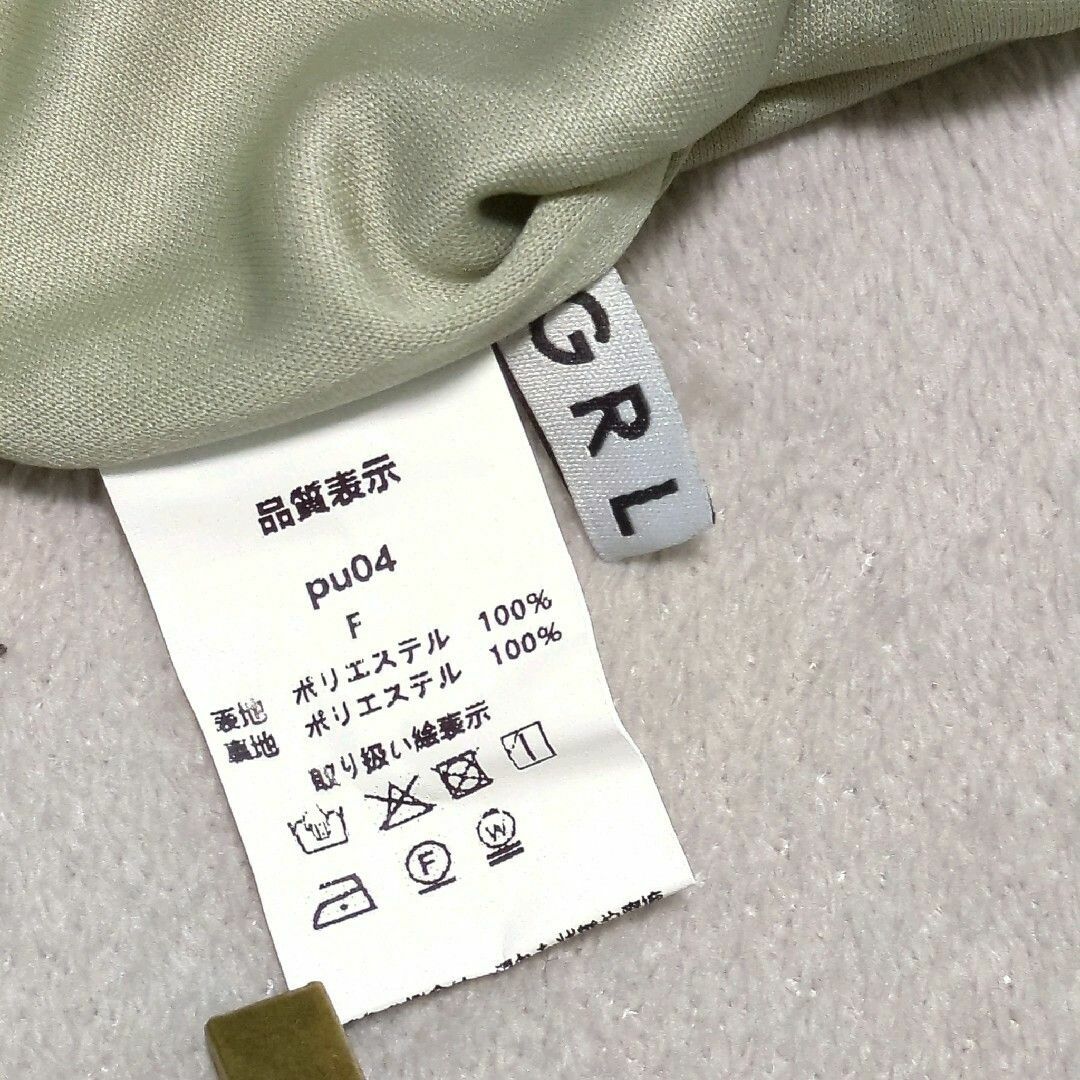 GRL
品質表示
pu04
F
表地 ポリエステル 100%
裏地 ポリエステル 100%
取り扱い絵表示
F W